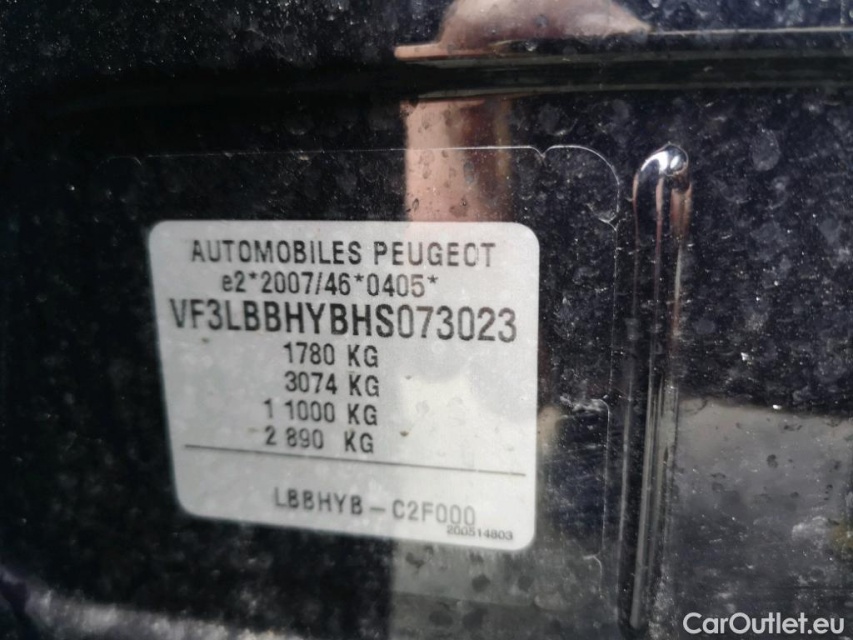 AUTOMOBILES PEUGEOT
e2*2007/46*0405*
VF3LBBHYBHS073023
1780 KG
3074 KG
1 1000 KG
2 890 KG
LBBHYB - C2F000
200514803
CarOutlet.eu